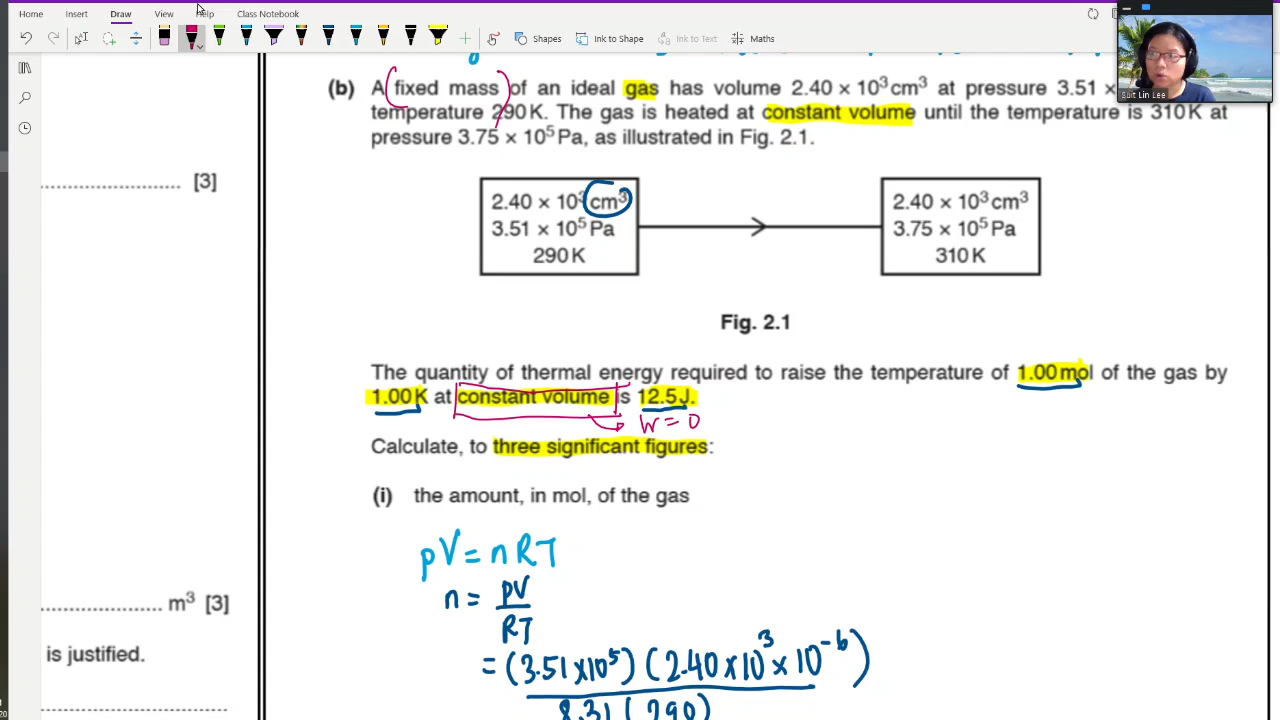 Home Insert Draw View Help Class Notebook
Shapes Ink to Shape Ink to Text Maths
Suit Lin Lee
(b) A fixed mass of an ideal gas has volume 2.40 × 10³ cm³ at pressure 3.51 ×
temperature 290 K. The gas is heated at constant volume until the temperature is 310 K at
pressure 3.75 × 10⁵ Pa, as illustrated in Fig. 2.1.
[3]
2.40 × 10³ cm³
3.51 × 10⁵ Pa
290 K
2.40 × 10³ cm³
3.75 × 10⁵ Pa
310 K
Fig. 2.1
The quantity of thermal energy required to raise the temperature of 1.00 mol of the gas by
1.00 K at constant volume is 12.5 J.
W = 0
Calculate, to three significant figures:
(i) the amount, in mol, of the gas
pV = nRT
n = pV
RT
m³ [3]
is justified.
= (3.51 × 10⁵) (2.40 × 10³ × 10⁻⁶)
8.31 (290)